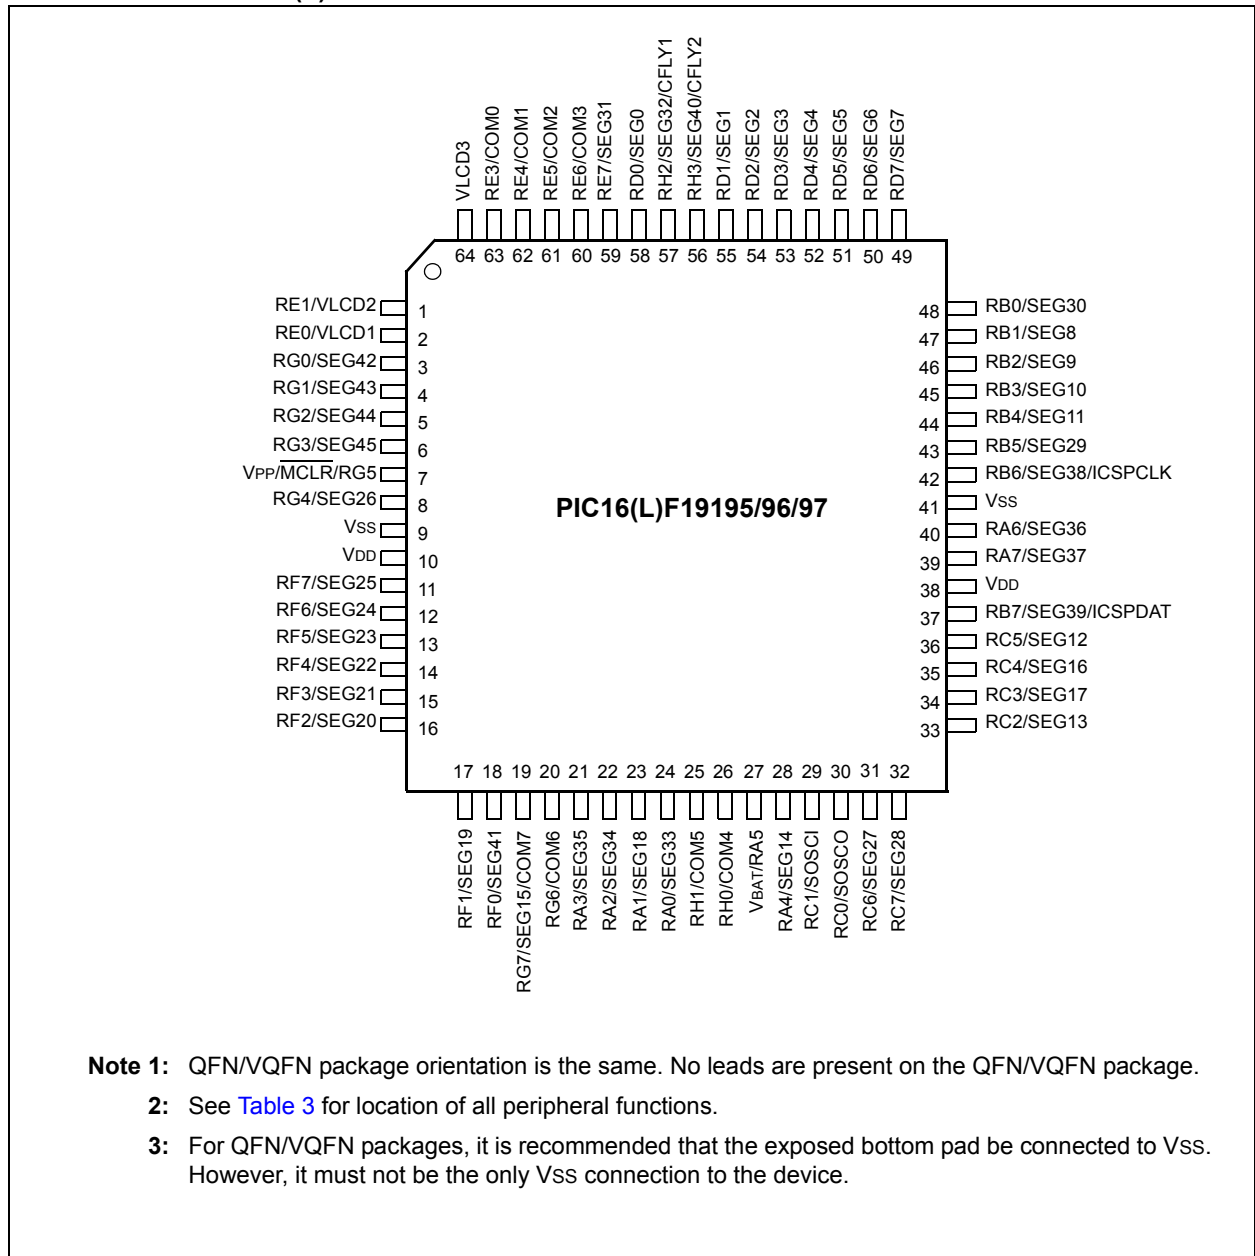 VLCD3
RE3/COM0
RE4/COM1
RE5/COM2
RE6/COM3
RE7/SEG31
RD0/SEG0
RH2/SEG32/CFLY1
RH3/SEG40/CFLY2
RD1/SEG1
RD2/SEG2
RD3/SEG3
RD4/SEG4
RD5/SEG5
RD6/SEG6
RD7/SEG7
64 63 62 61 60 59 58 57 56 55 54 53 52 51 50 49
RE1/VLCD2 1
RE0/VLCD1 2
RG0/SEG42 3
RG1/SEG43 4
RG2/SEG44 5
RG3/SEG45 6
VPP/MCLR/RG5 7
RG4/SEG26 8
VSS 9
VDD 10
RF7/SEG25 11
RF6/SEG24 12
RF5/SEG23 13
RF4/SEG22 14
RF3/SEG21 15
RF2/SEG20 16
PIC16(L)F19195/96/97
48 RB0/SEG30
47 RB1/SEG8
46 RB2/SEG9
45 RB3/SEG10
44 RB4/SEG11
43 RB5/SEG29
42 RB6/SEG38/ICSPCLK
41 VSS
40 RA6/SEG36
39 RA7/SEG37
38 VDD
37 RB7/SEG39/ICSPDAT
36 RC5/SEG12
35 RC4/SEG16
34 RC3/SEG17
33 RC2/SEG13
17 18 19 20 21 22 23 24 25 26 27 28 29 30 31 32
RF1/SEG19
RF0/SEG41
RG7/SEG15/COM7
RG6/COM6
RA3/SEG35
RA2/SEG34
RA1/SEG18
RA0/SEG33
RH1/COM5
RH0/COM4
VBAT/RA5
RA4/SEG14
RC1/SOSCI
RC0/SOSCO
RC6/SEG27
RC7/SEG28
Note 1: QFN/VQFN package orientation is the same. No leads are present on the QFN/VQFN package.
2: See Table 3 for location of all peripheral functions.
3: For QFN/VQFN packages, it is recommended that the exposed bottom pad be connected to VSS.
However, it must not be the only VSS connection to the device.